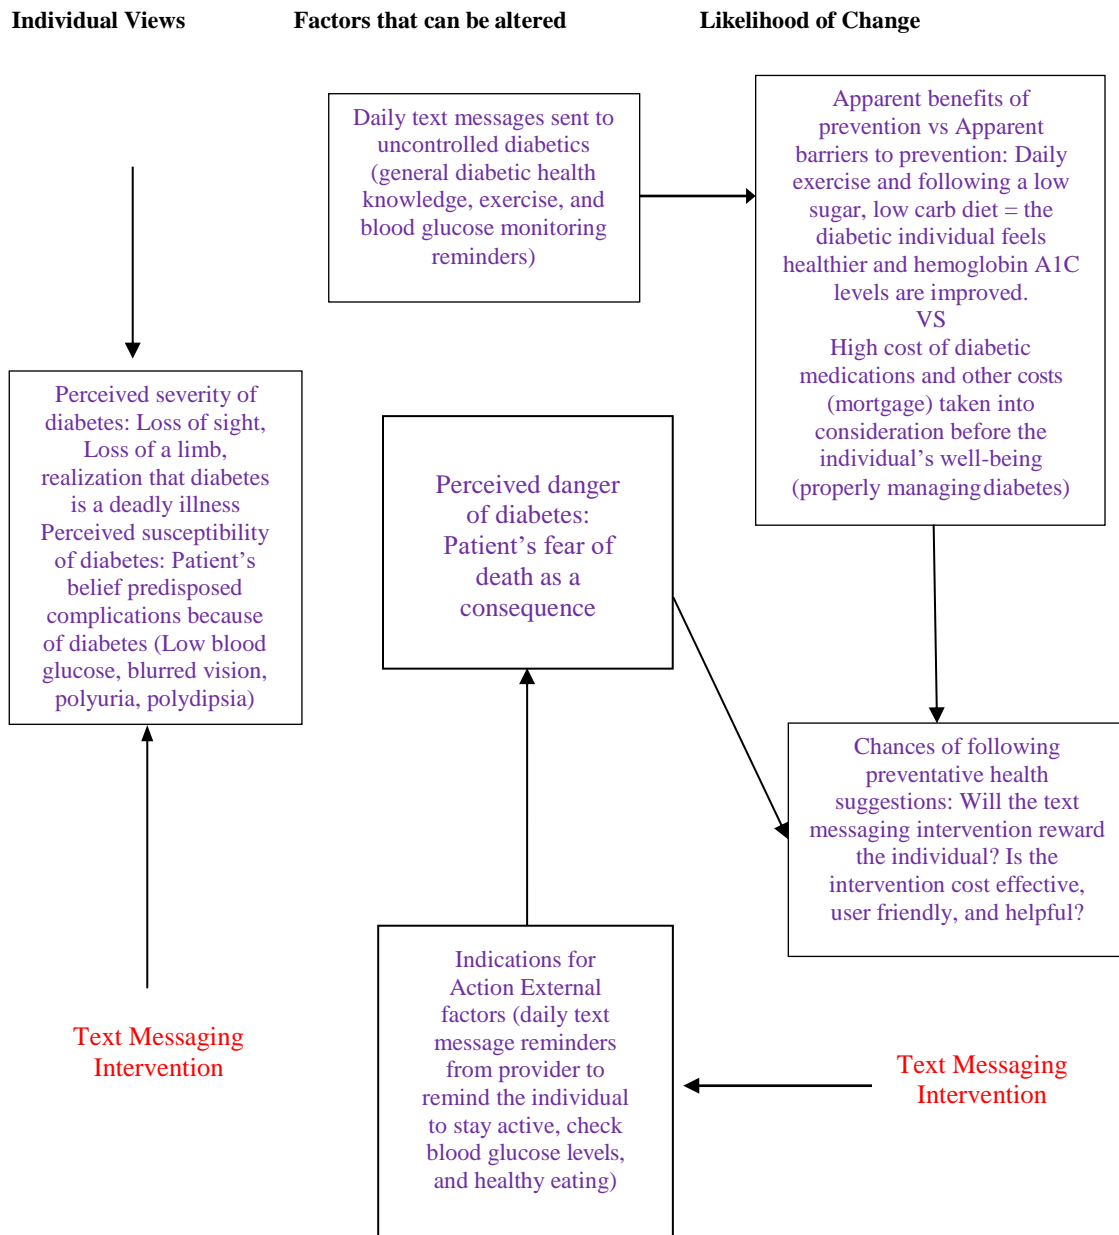 Individual Views
Factors that can be altered
Likelihood of Change
Daily text messages sent to
uncontrolled diabetics
(general diabetic health
knowledge, exercise, and
blood glucose monitoring
reminders)
Apparent benefits of
prevention vs Apparent
barriers to prevention: Daily
exercise and following a low
sugar, low carb diet = the
diabetic individual feels
healthier and hemoglobin A1C
levels are improved.
VS
High cost of diabetic
medications and other costs
(mortgage) taken into
consideration before the
individual’s well-being
(properly managing diabetes)
Perceived severity of
diabetes: Loss of sight,
Loss of a limb,
realization that diabetes
is a deadly illness
Perceived susceptibility
of diabetes: Patient’s
belief predisposed
complications because
of diabetes (Low blood
glucose, blurred vision,
polyuria, polydipsia)
Perceived danger
of diabetes:
Patient’s fear of
death as a
consequence
Chances of following
preventative health
suggestions: Will the text
messaging intervention reward
the individual? Is the
intervention cost effective,
user friendly, and helpful?
Indications for
Action External
factors (daily text
message reminders
from provider to
remind the individual
to stay active, check
blood glucose levels,
and healthy eating)
Text Messaging
Intervention
Text Messaging
Intervention